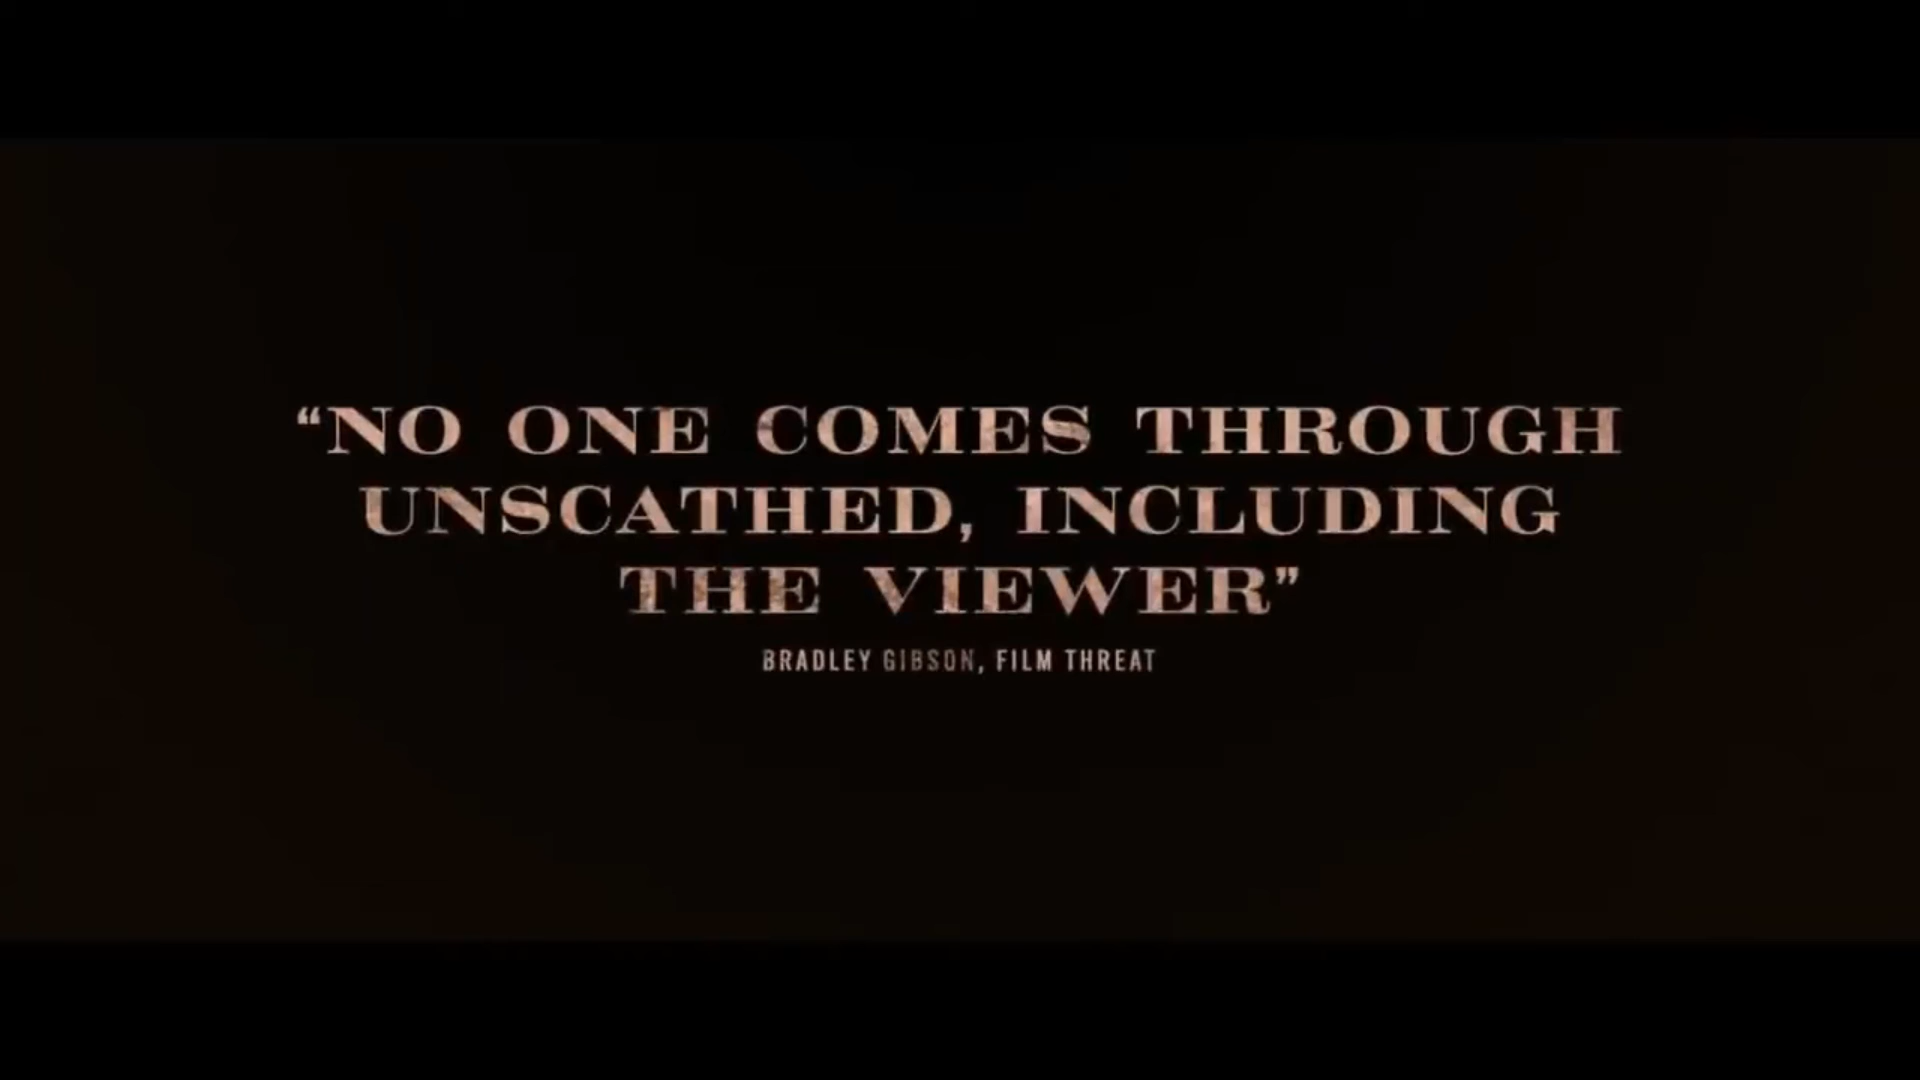 “NO ONE COMES THROUGH
UNSCATHED, INCLUDING
THE VIEWER”
BRADLEY GIBSON, FILM THREAT